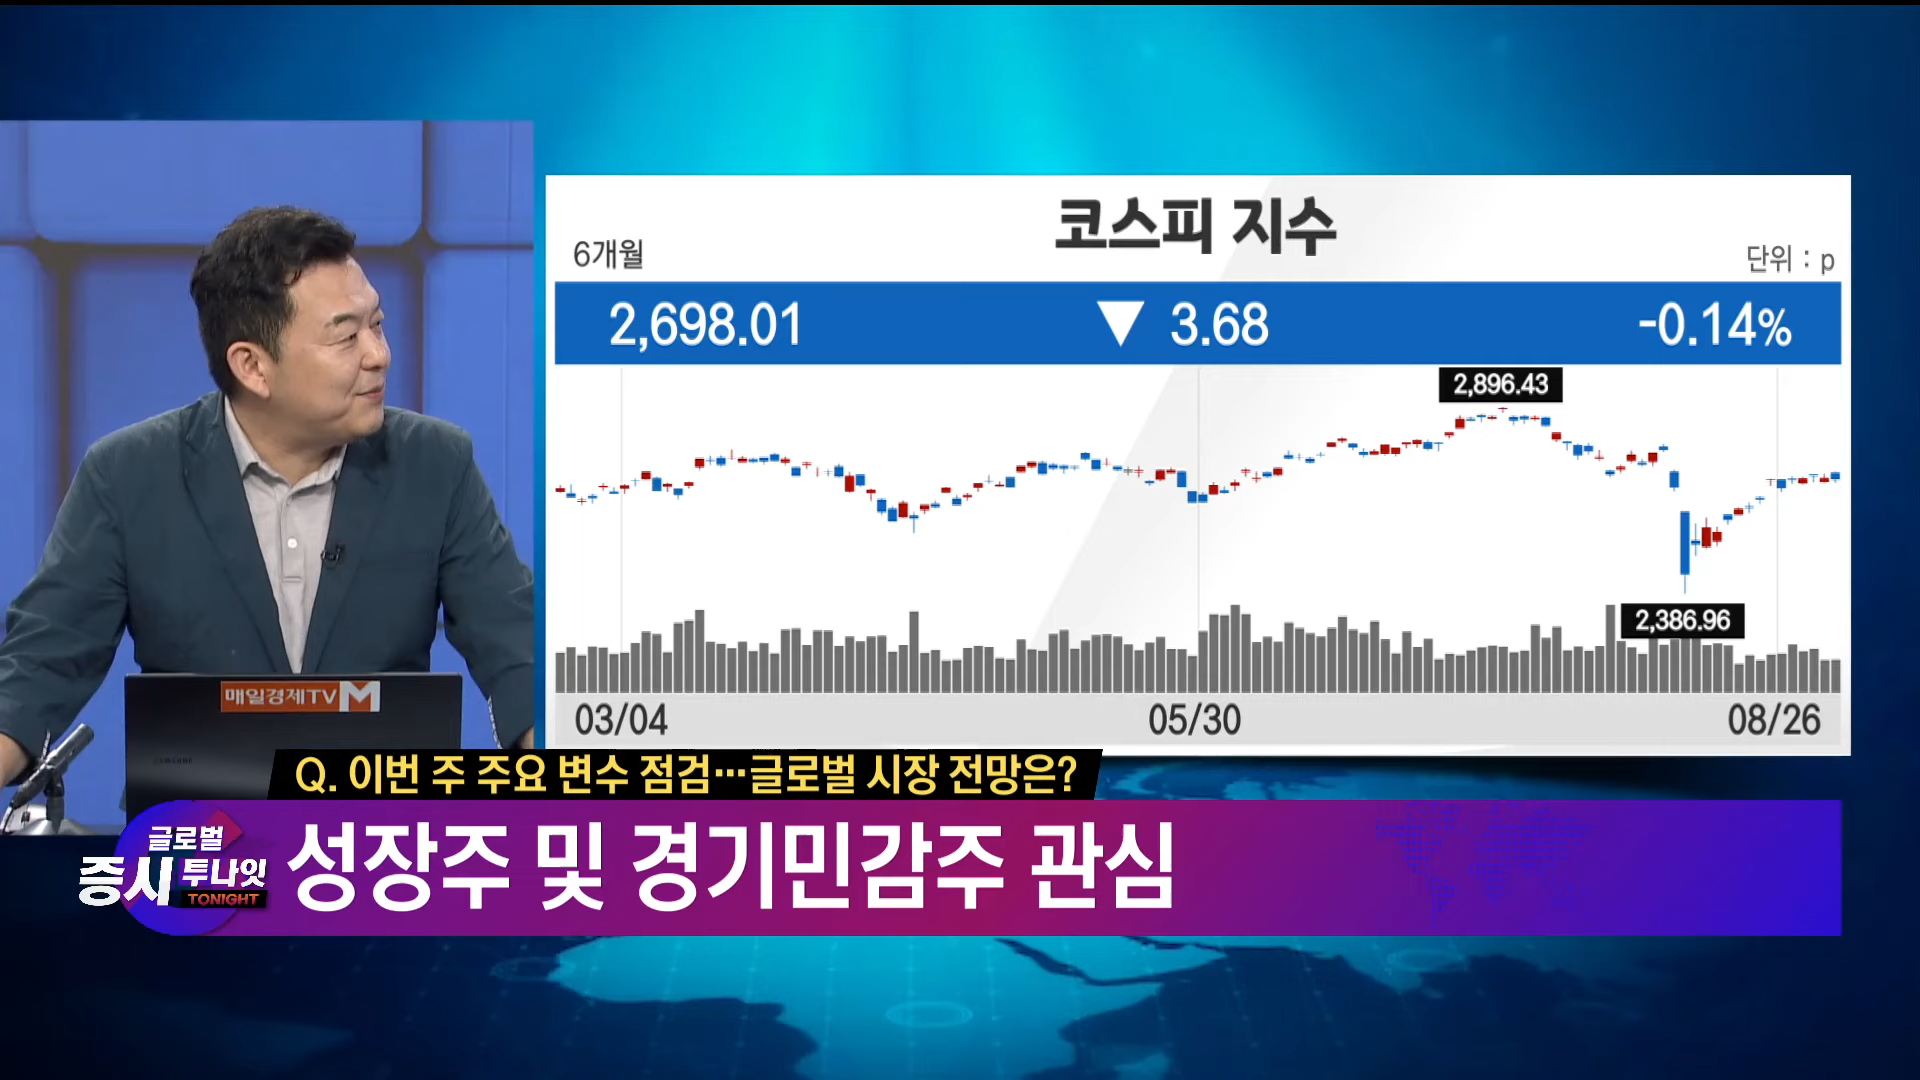 코스피 지수
6개월
단위 : p
2,698.01 ▼ 3.68 -0.14%
2,896.43
2,386.96
03/04 05/30 08/26
매일경제TV M
Q. 이번 주 주요 변수 점검…글로벌 시장 전망은?
글로벌
증시 투나잇
TONIGHT
성장주 및 경기민감주 관심